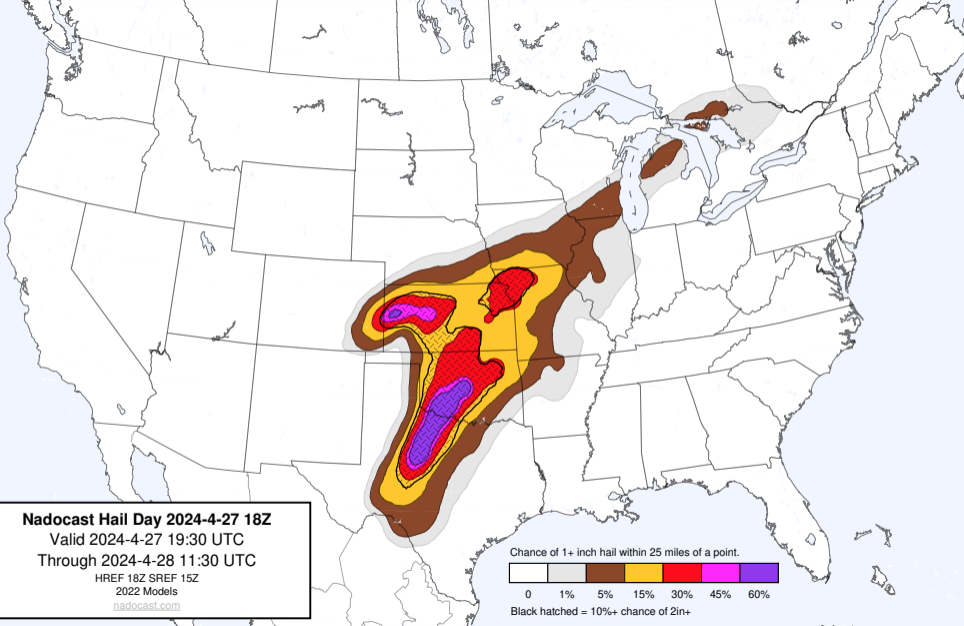 Nadocast Hail Day 2024-4-27 18Z
Valid 2024-4-27 19:30 UTC
Through 2024-4-28 11:30 UTC
HREF 18Z SREF 15Z
2022 Models
nadocast.com
Chance of 1+ inch hail within 25 miles of a point.
0 1% 5% 15% 30% 45% 60%
Black hatched = 10%+ chance of 2in+